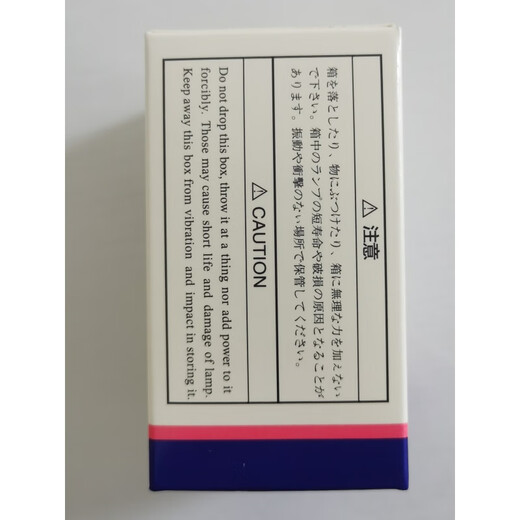 ⚠ 注意
箱を落としたり、物にぶつけたり、箱に無理な力を加えない
で下さい。箱中のランプの短寿命や破損の原因となることが
あります。振動や衝撃のない場所で保管してください。
⚠ CAUTION
Do not drop this box, throw it at a thing nor add power to it
forcibly. Those may cause short life and damage of lamp.
Keep away this box from vibration and impact in storing it.